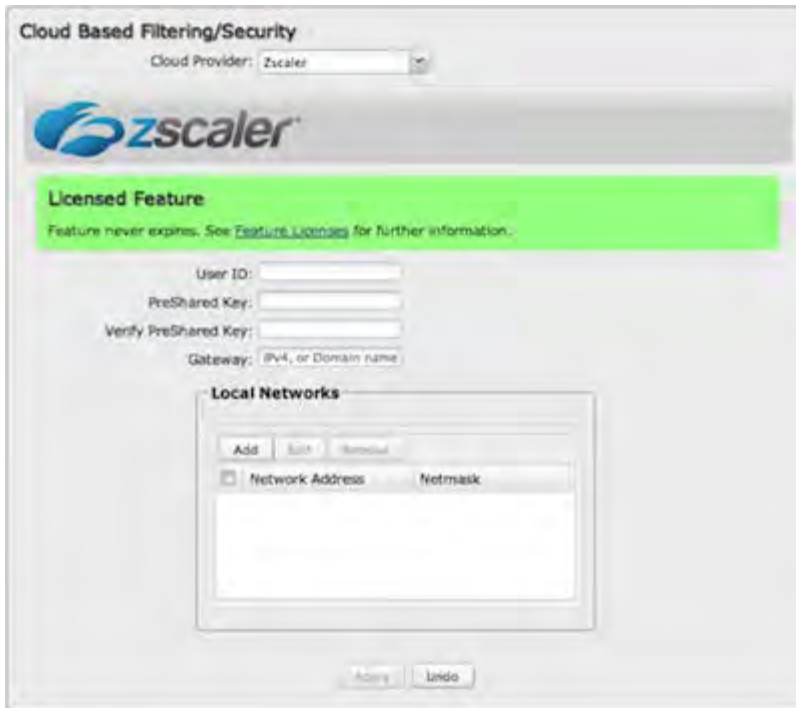 Cloud Based Filtering/Security
Cloud Provider: Zscaler
zscaler
Licensed Feature
Feature never expires. See Feature Licenses for further information.
User ID:
PreShared Key:
Verify PreShared Key:
Gateway: IPv4, or Domain name
Local Networks
Add Edit Remove
Network Address Netmask
Apply Undo